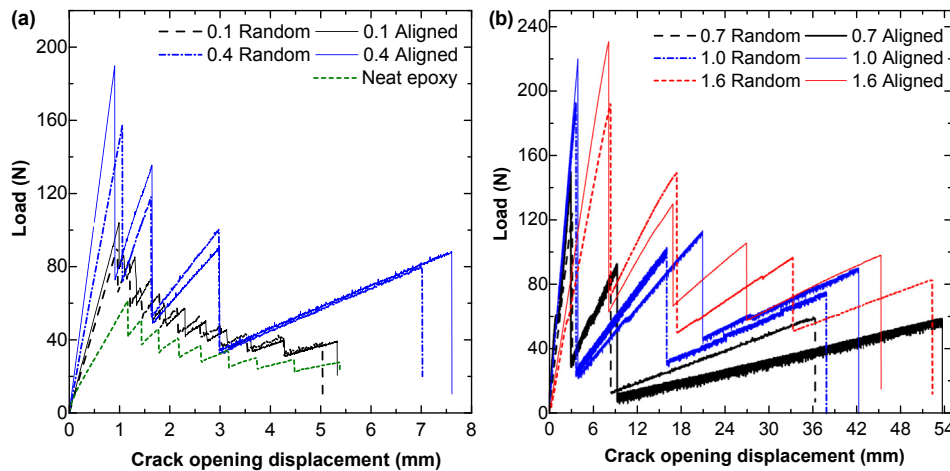 (a)
0.1 Random 0.1 Aligned
0.4 Random 0.4 Aligned
Neat epoxy
Load (N)
200
160
120
80
40
0
0 1 2 3 4 5 6 7 8
Crack opening displacement (mm)
(b)
0.7 Random 0.7 Aligned
1.0 Random 1.0 Aligned
1.6 Random 1.6 Aligned
Load (N)
240
200
160
120
80
40
0
0 6 12 18 24 30 36 42 48 54
Crack opening displacement (mm)